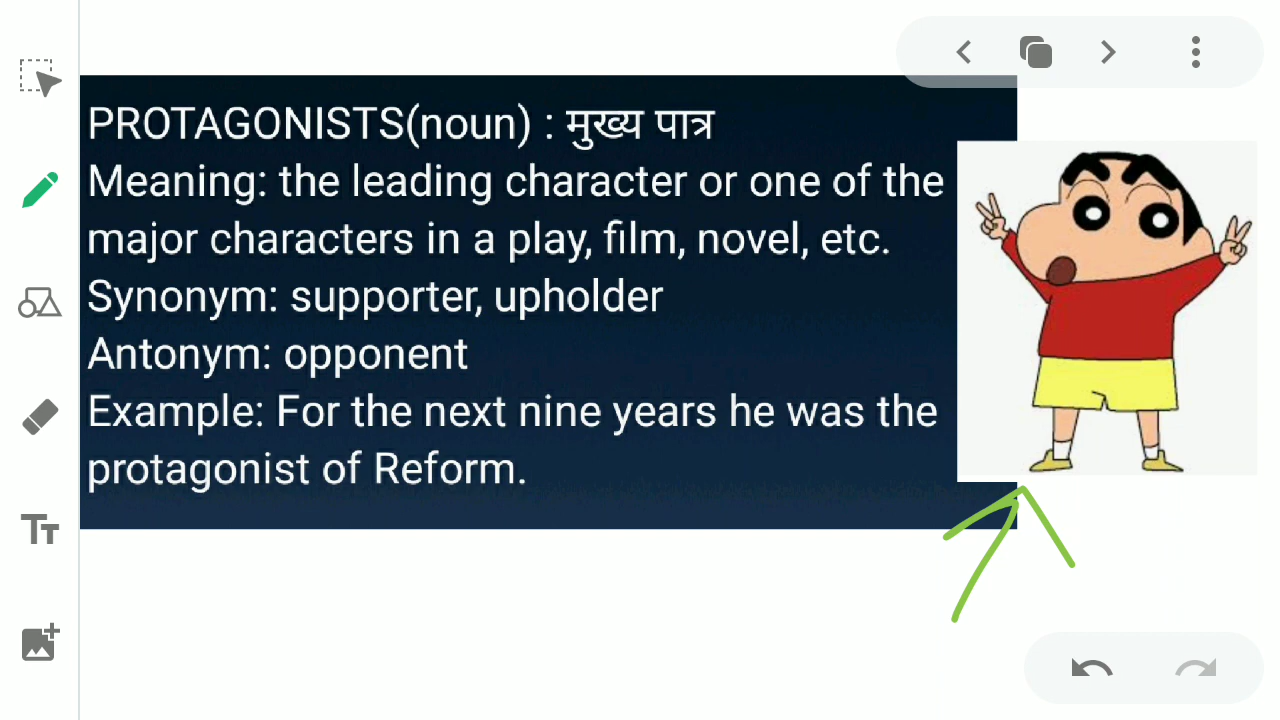 PROTAGONISTS(noun) : मुख्य पात्र
Meaning: the leading character or one of the
major characters in a play, film, novel, etc.
Synonym: supporter, upholder
Antonym: opponent
Example: For the next nine years he was the
protagonist of Reform.
TT